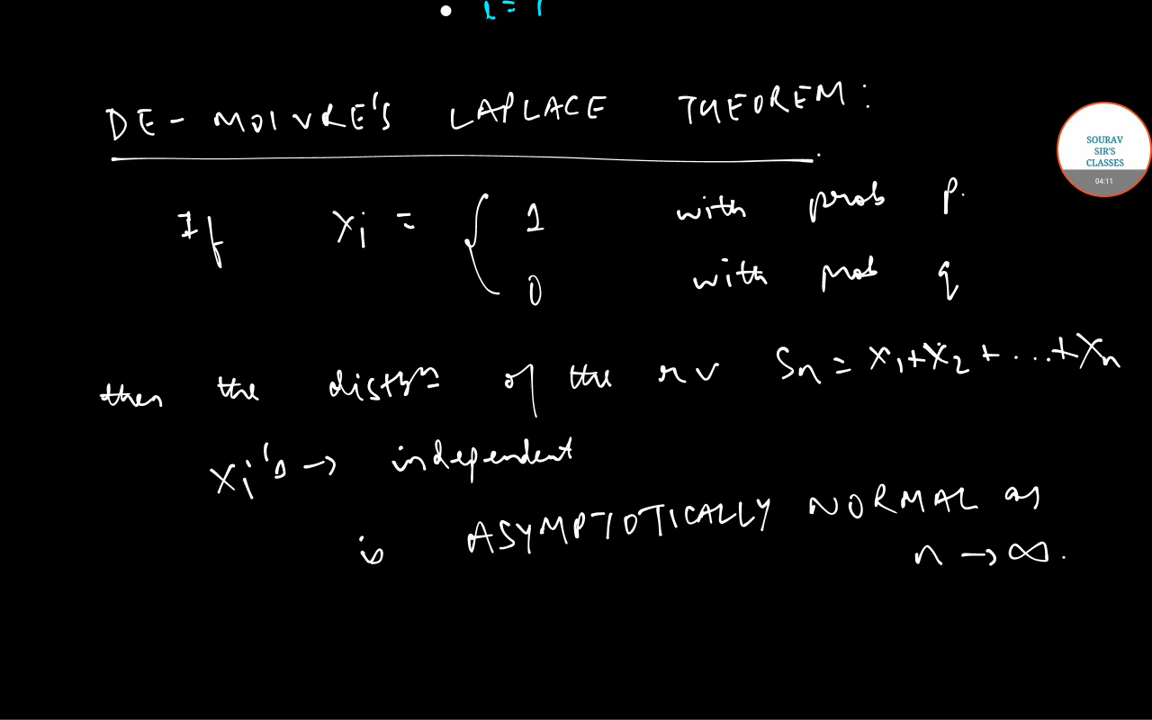 DE-MOIVRE'S LAPLACE THEOREM:
If Xi = { 1 with prob p.
0 with prob q
then the distn of the rv Sn = X1+X2+...+Xn
Xi's → independent
is ASYMPTOTICALLY NORMAL as
n → ∞.
SOURAV
SIR'S
CLASSES
04:11